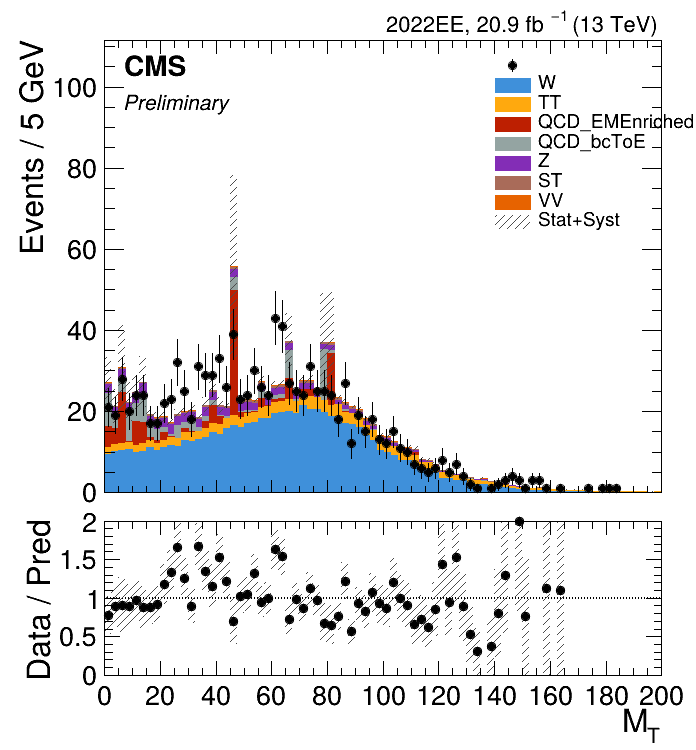 2022EE, 20.9 fb⁻¹ (13 TeV)
Events / 5 GeV
CMS
Preliminary
W
TT
QCD_EMEnriched
QCD_bcToE
Z
ST
VV
Stat+Syst
100
80
60
40
20
0
Data / Pred
2
1.5
1
0.5
0
0 20 40 60 80 100 120 140 160 180 200
M_T